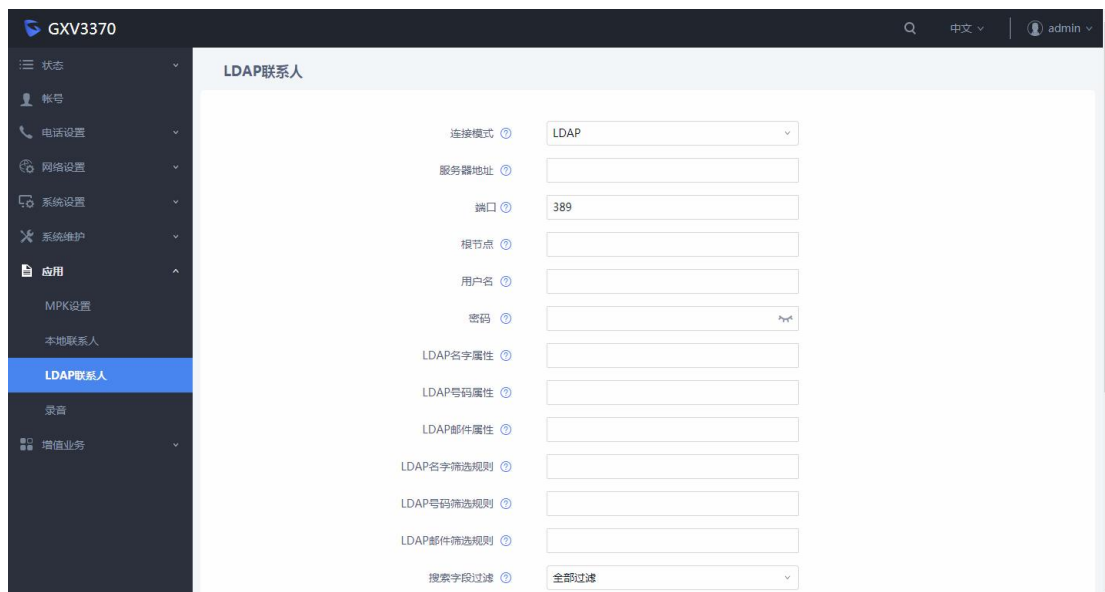 GXV3370
中文
admin
状态
帐号
电话设置
网络设置
系统设置
系统维护
应用
MPK设置
本地联系人
LDAP联系人
录音
增值业务
LDAP联系人
连接模式 LDAP
服务器地址
端口 389
根节点
用户名
密码
LDAP名字属性
LDAP号码属性
LDAP邮件属性
LDAP名字筛选规则
LDAP号码筛选规则
LDAP邮件筛选规则
搜索字段过滤 全部过滤